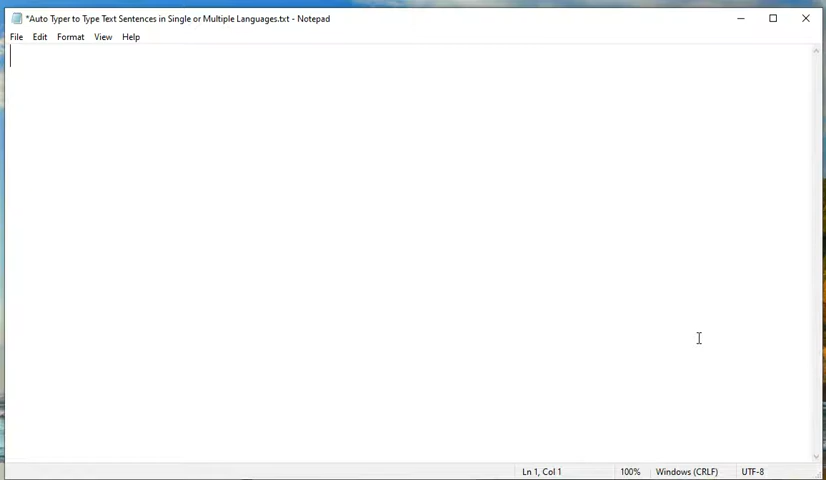 *Auto Typer to Type Text Sentences in Single or Multiple Languages.txt - Notepad
File Edit Format View Help
Ln 1, Col 1 100% Windows (CRLF) UTF-8